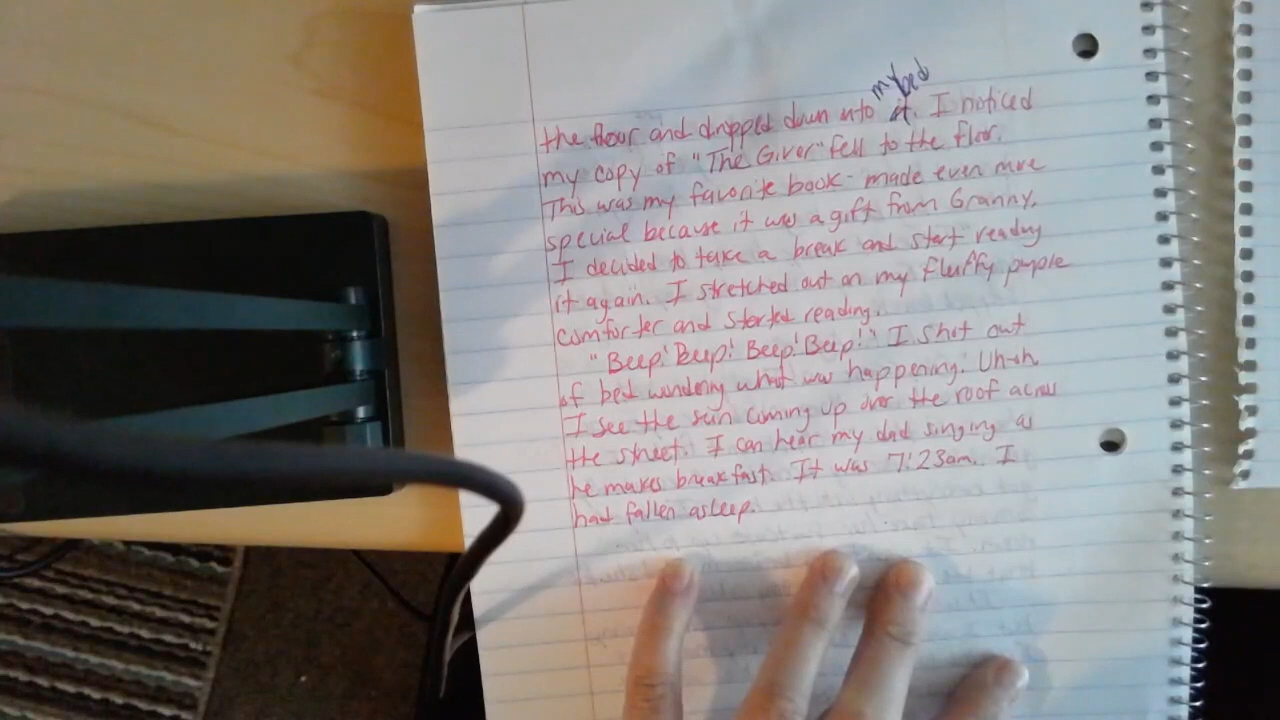 my bed
the floor and dropped down into it. I noticed
my copy of "The Giver" fell to the floor.
This was my favorite book - made even more
special because it was a gift from Granny.
I decided to take a break and start reading
it again. I stretched out on my fluffy purple
comforter and started reading.
"Beep! Beep! Beep! Beep!" I shot out
of bed wondering what was happening. Uh-oh.
I see the sun coming up over the roof across
the street. I can hear my dad singing as
he makes breakfast. It was 7:23am. I
had fallen asleep.